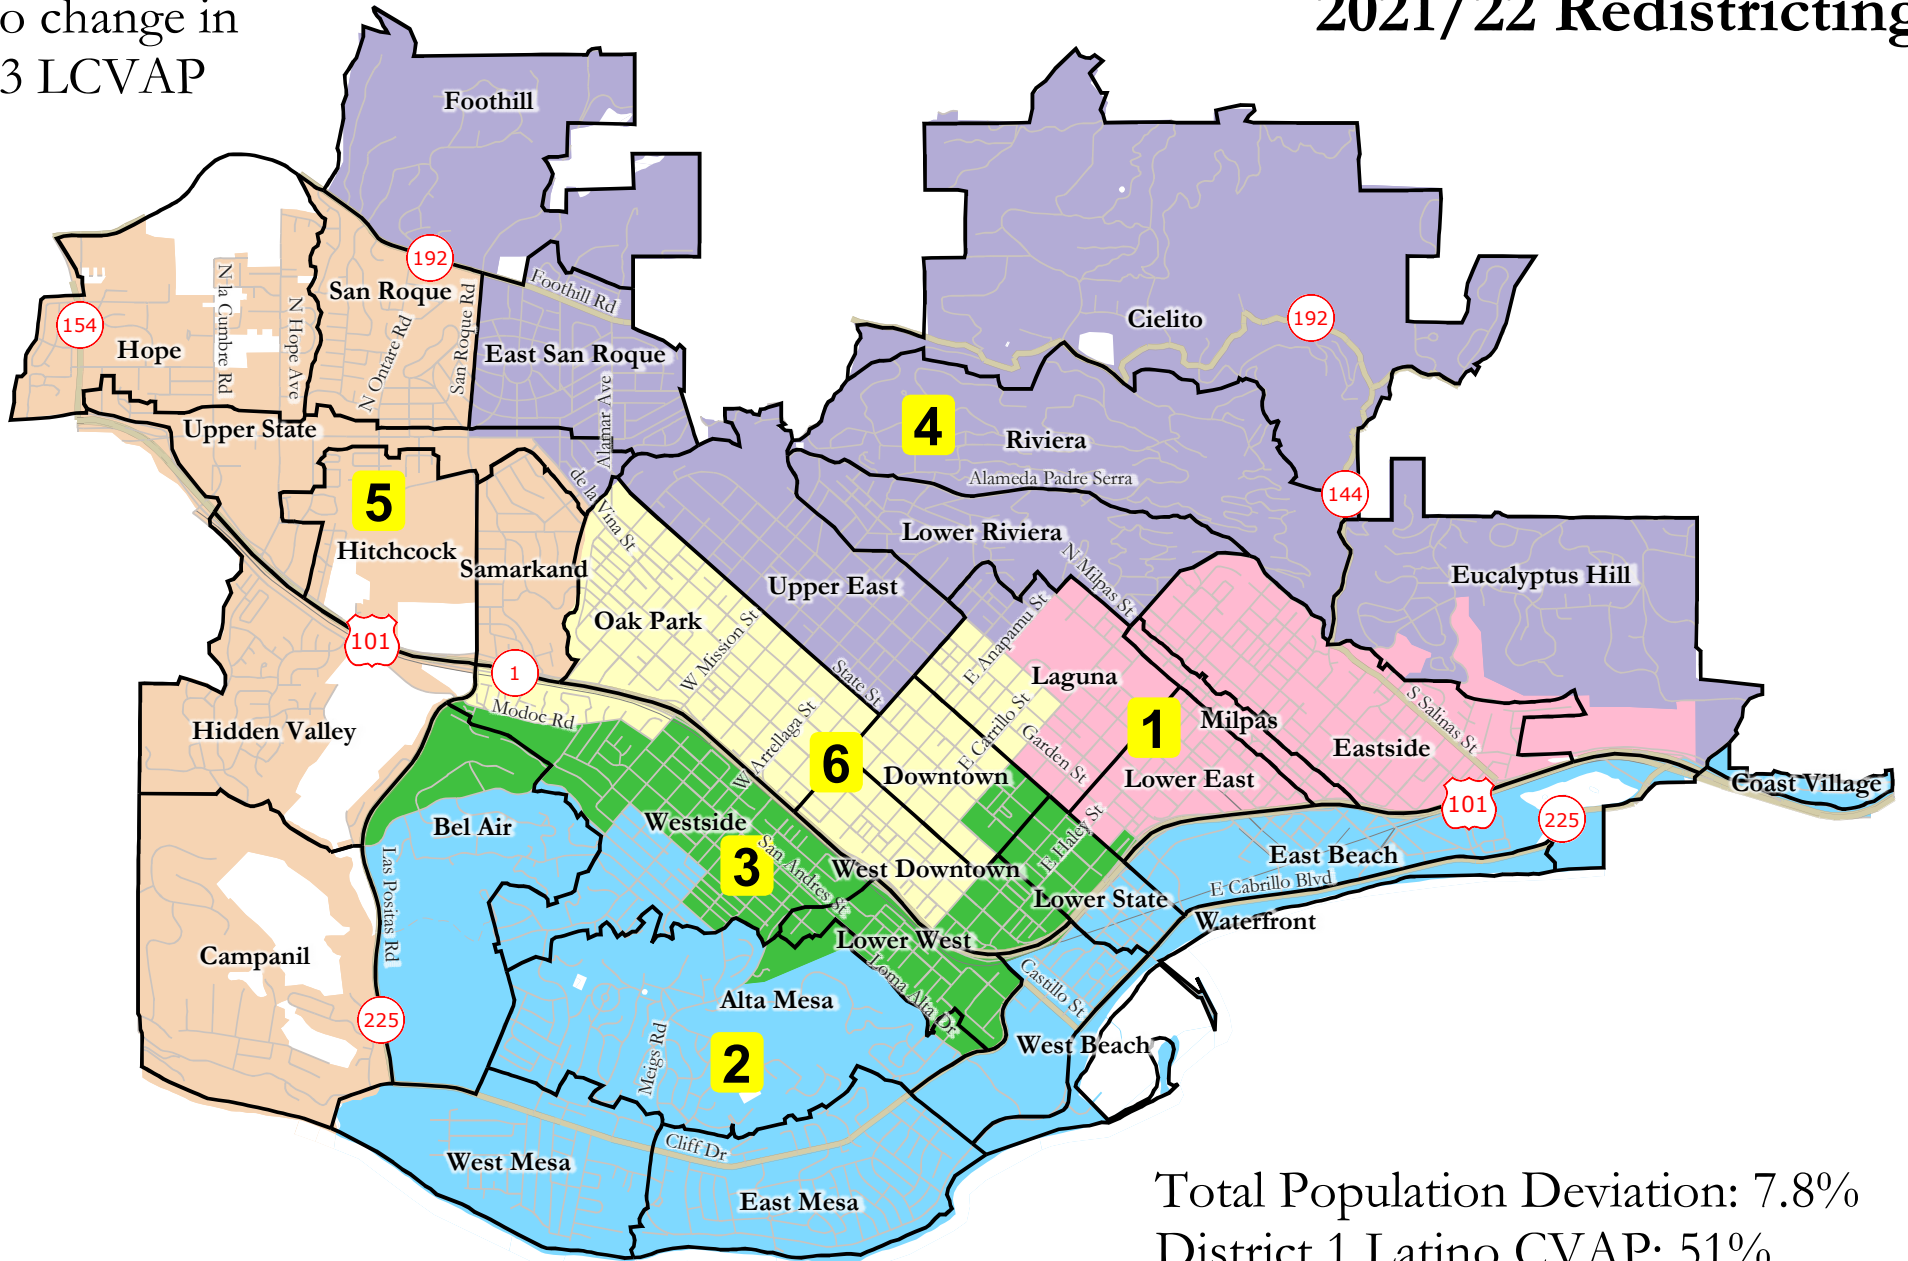 o change in
3 LCVAP
2021/22 Redistricting
Foothill
192
San Roque
Foothill Rd
154
Hope
N la Cumbre Rd
N Hope Ave
N Ontare Rd
San Roque Rd
East San Roque
Alamar Ave
Cielito
192
Upper State
4
Riviera
Alameda Padre Serra
144
5
Hitchcock
Samarkand
de la Vina St
Lower Riviera
N Milpas St
Eucalyptus Hill
Upper East
Oak Park
W Mission St
State St
E Anapamu St
101
1
Laguna
Modoc Rd
Hidden Valley
W Arrellaga St
6
Downtown
E Carrillo St
Garden St
1
Milpas
Eastside
S Salinas St
Lower East
Coast Village
101
225
Bel Air
Westside
3
San Andres St
West Downtown
E Haley St
East Beach
E Cabrillo Blvd
Lower State
Waterfront
Las Positas Rd
Campanil
Lower West
Loma Alta Dr
Castillo St
225
Alta Mesa
2
Meigs Rd
West Beach
Cliff Dr
West Mesa
East Mesa
Total Population Deviation: 7.8%
District 1 Latino CVAP: 51%